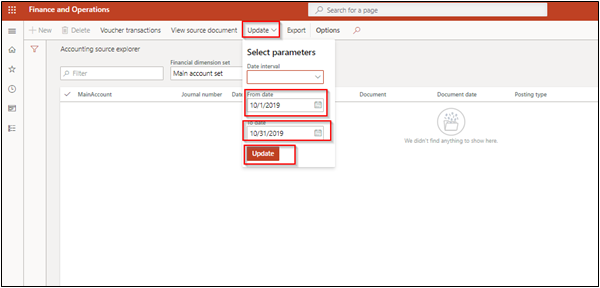 Finance and Operations
Search for a page
New Delete Voucher transactions View source document Update Export Options
Accounting source explorer
Select parameters
Financial dimension set
Date interval
Filter
Main account set
From date
10/1/2019
MainAccount Journal number Date Document Document date Posting type
To date
10/31/2019
We didn't find anything to show here.
Update